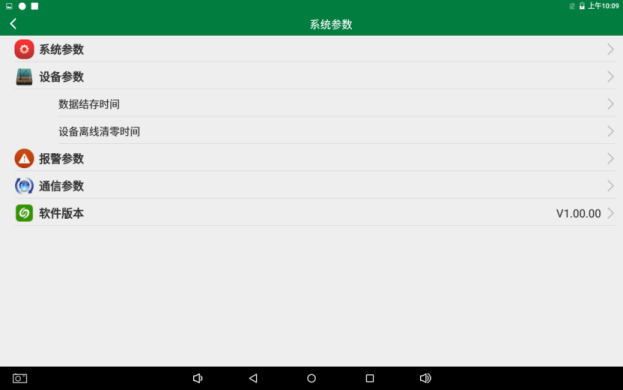 上午10:09
系统参数
系统参数
设备参数
数据结存时间
设备离线清零时间
报警参数
通信参数
软件版本 V1.00.00